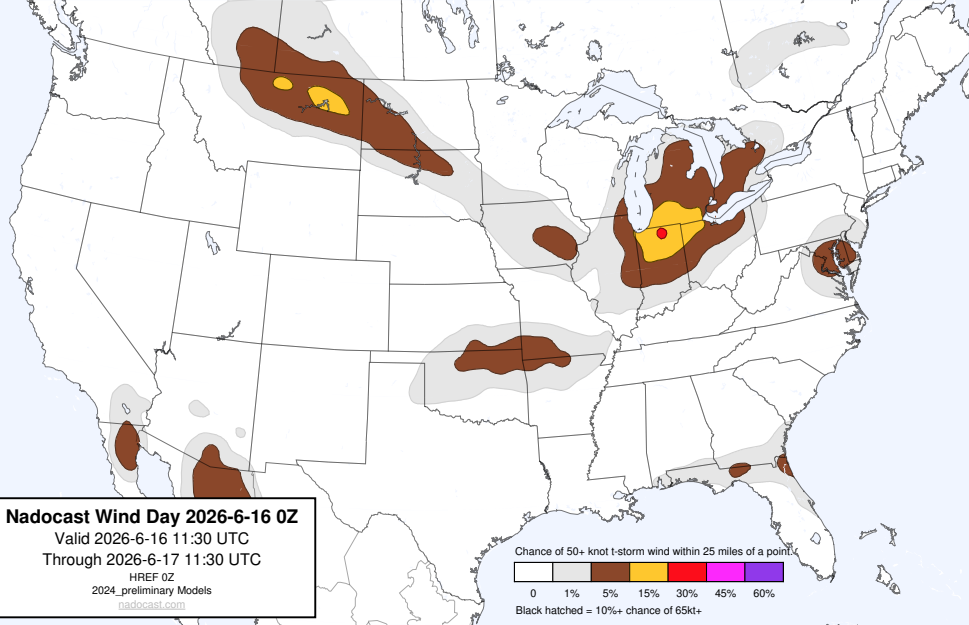 Nadocast Wind Day 2026-6-16 0Z
Valid 2026-6-16 11:30 UTC
Through 2026-6-17 11:30 UTC
HREF 0Z
2024_preliminary Models
nadocast.com
Chance of 50+ knot t-storm wind within 25 miles of a point.
0 1% 5% 15% 30% 45% 60%
Black hatched = 10%+ chance of 65kt+